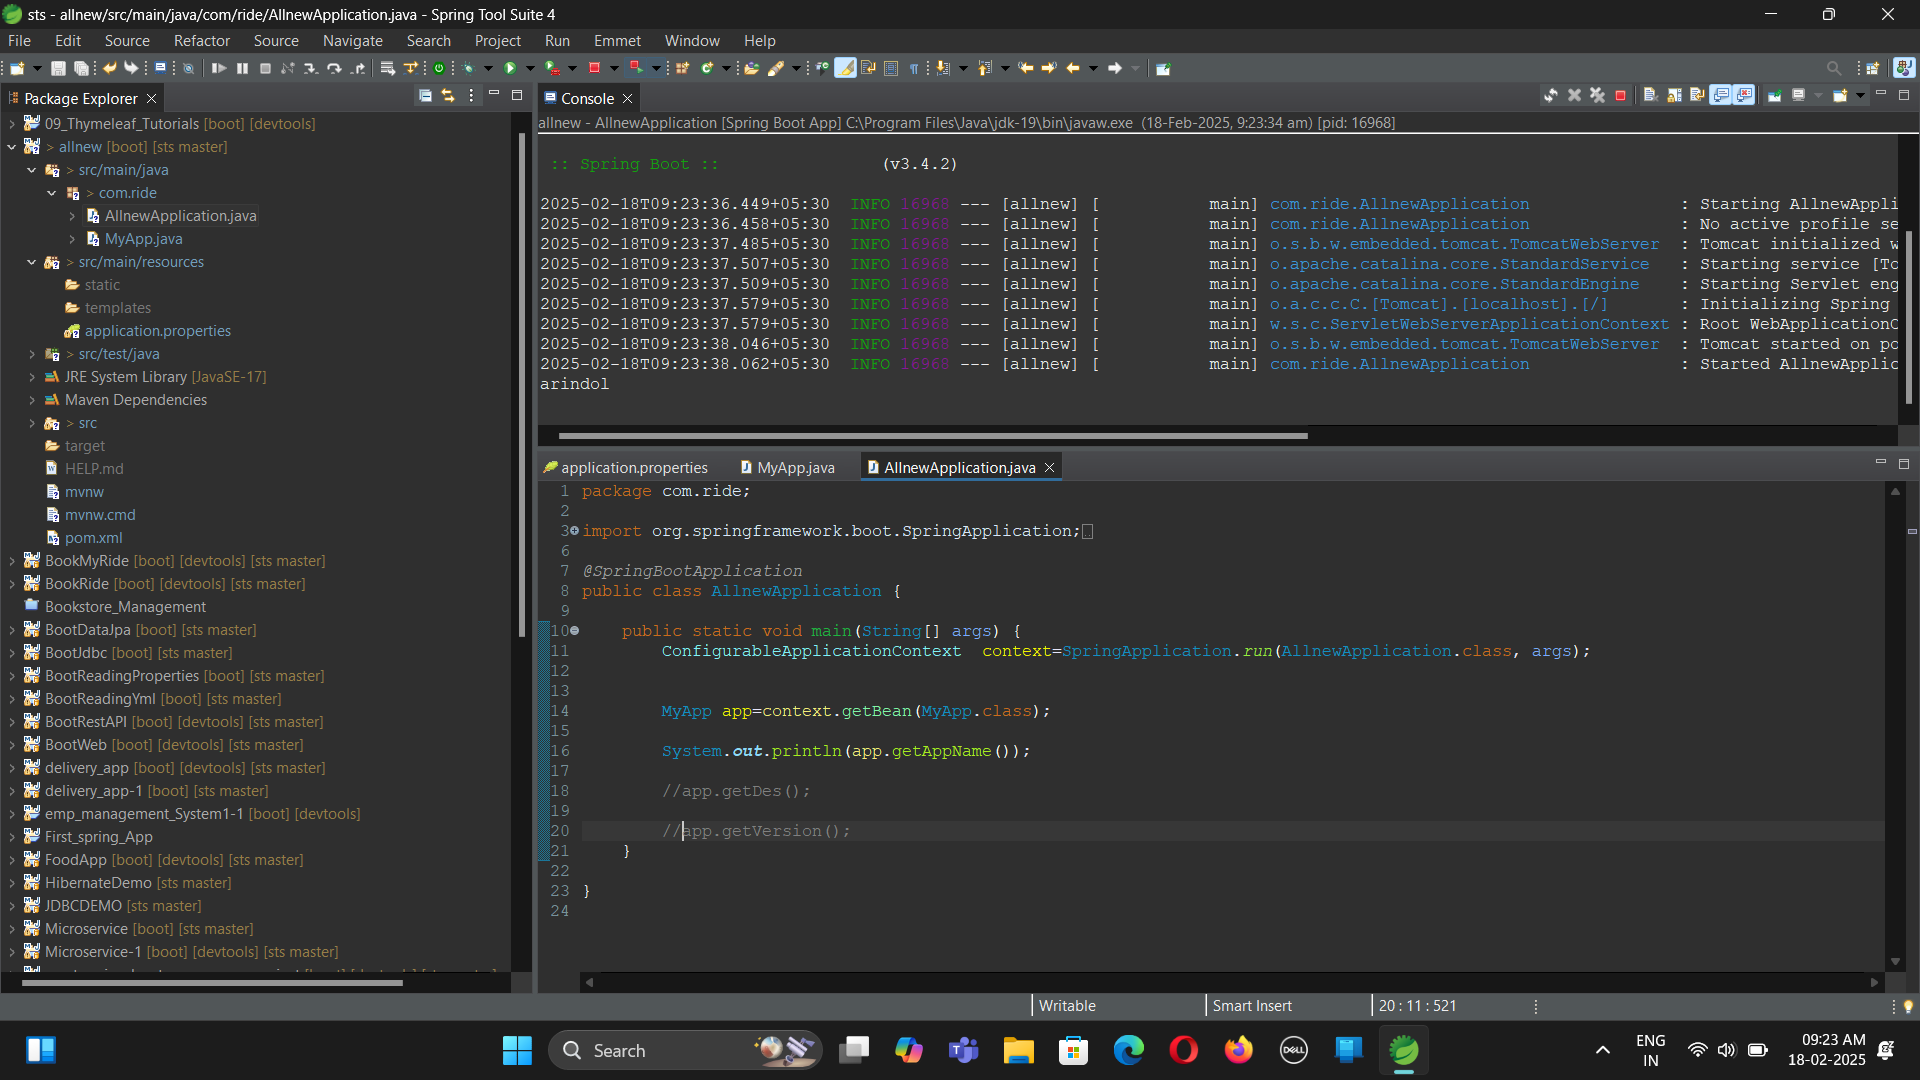 sts - allnew/src/main/java/com/ride/AllnewApplication.java - Spring Tool Suite 4
File Edit Source Refactor Source Navigate Search Project Run Emmet Window Help
Package Explorer
09_Thymeleaf_Tutorials [boot] [devtools]
> allnew [boot] [sts master]
> src/main/java
> com.ride
AllnewApplication.java
MyApp.java
> src/main/resources
static
templates
application.properties
> src/test/java
JRE System Library [JavaSE-17]
Maven Dependencies
> src
target
HELP.md
mvnw
mvnw.cmd
pom.xml
BookMyRide [boot] [devtools] [sts master]
BookRide [boot] [devtools] [sts master]
Bookstore_Management
BootDataJpa [boot] [sts master]
BootJdbc [boot] [sts master]
BootReadingProperties [boot] [sts master]
BootReadingYml [boot] [sts master]
BootRestAPI [boot] [devtools] [sts master]
BootWeb [boot] [devtools] [sts master]
delivery_app [boot] [devtools] [sts master]
delivery_app-1 [boot] [sts master]
emp_management_System1-1 [boot] [devtools]
First_spring_App
FoodApp [boot] [devtools] [sts master]
HibernateDemo [sts master]
JDBCDEMO [sts master]
Microservice [boot] [sts master]
Microservice-1 [boot] [devtools] [sts master]
Console
allnew - AllnewApplication [Spring Boot App] C:\Program Files\Java\jdk-19\bin\javaw.exe (18-Feb-2025, 9:23:34 am) [pid: 16968]
:: Spring Boot :: (v3.4.2)
2025-02-18T09:23:36.449+05:30 INFO 16968 --- [allnew] [ main] com.ride.AllnewApplication : Starting AllnewAppli
2025-02-18T09:23:36.458+05:30 INFO 16968 --- [allnew] [ main] com.ride.AllnewApplication : No active profile se
2025-02-18T09:23:37.485+05:30 INFO 16968 --- [allnew] [ main] o.s.b.w.embedded.tomcat.TomcatWebServer : Tomcat initialized w
2025-02-18T09:23:37.507+05:30 INFO 16968 --- [allnew] [ main] o.apache.catalina.core.StandardService : Starting service [To
2025-02-18T09:23:37.509+05:30 INFO 16968 --- [allnew] [ main] o.apache.catalina.core.StandardEngine : Starting Servlet eng
2025-02-18T09:23:37.579+05:30 INFO 16968 --- [allnew] [ main] o.a.c.c.C.[Tomcat].[localhost].[/] : Initializing Spring
2025-02-18T09:23:37.579+05:30 INFO 16968 --- [allnew] [ main] w.s.c.ServletWebServerApplicationContext : Root WebApplicationC
2025-02-18T09:23:38.046+05:30 INFO 16968 --- [allnew] [ main] o.s.b.w.embedded.tomcat.TomcatWebServer : Tomcat started on po
2025-02-18T09:23:38.062+05:30 INFO 16968 --- [allnew] [ main] com.ride.AllnewApplication : Started AllnewApplic
arindol
application.properties MyApp.java AllnewApplication.java
1 package com.ride;
2
3 import org.springframework.boot.SpringApplication;
6
7 @SpringBootApplication
8 public class AllnewApplication {
9
10 public static void main(String[] args) {
11 ConfigurableApplicationContext context=SpringApplication.run(AllnewApplication.class, args);
12
13
14 MyApp app=context.getBean(MyApp.class);
15
16 System.out.println(app.getAppName());
17
18 //app.getDes();
19
20 //app.getVersion();
21 }
22
23 }
24
Writable Smart Insert 20 : 11 : 521
Search
DELL
ENG
IN
09:23 AM
18-02-2025